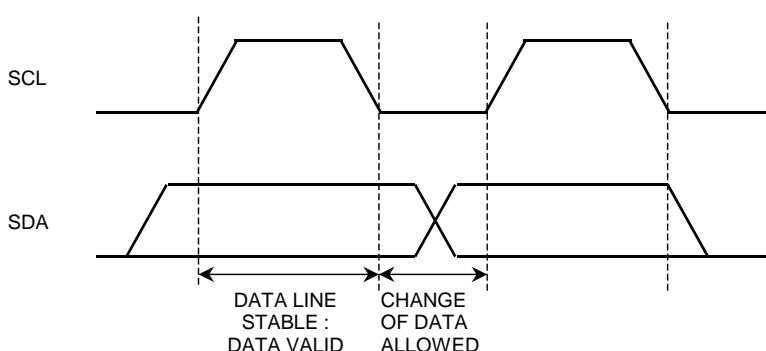 SCL
SDA
DATA LINE
STABLE :
DATA VALID
CHANGE
OF DATA
ALLOWED